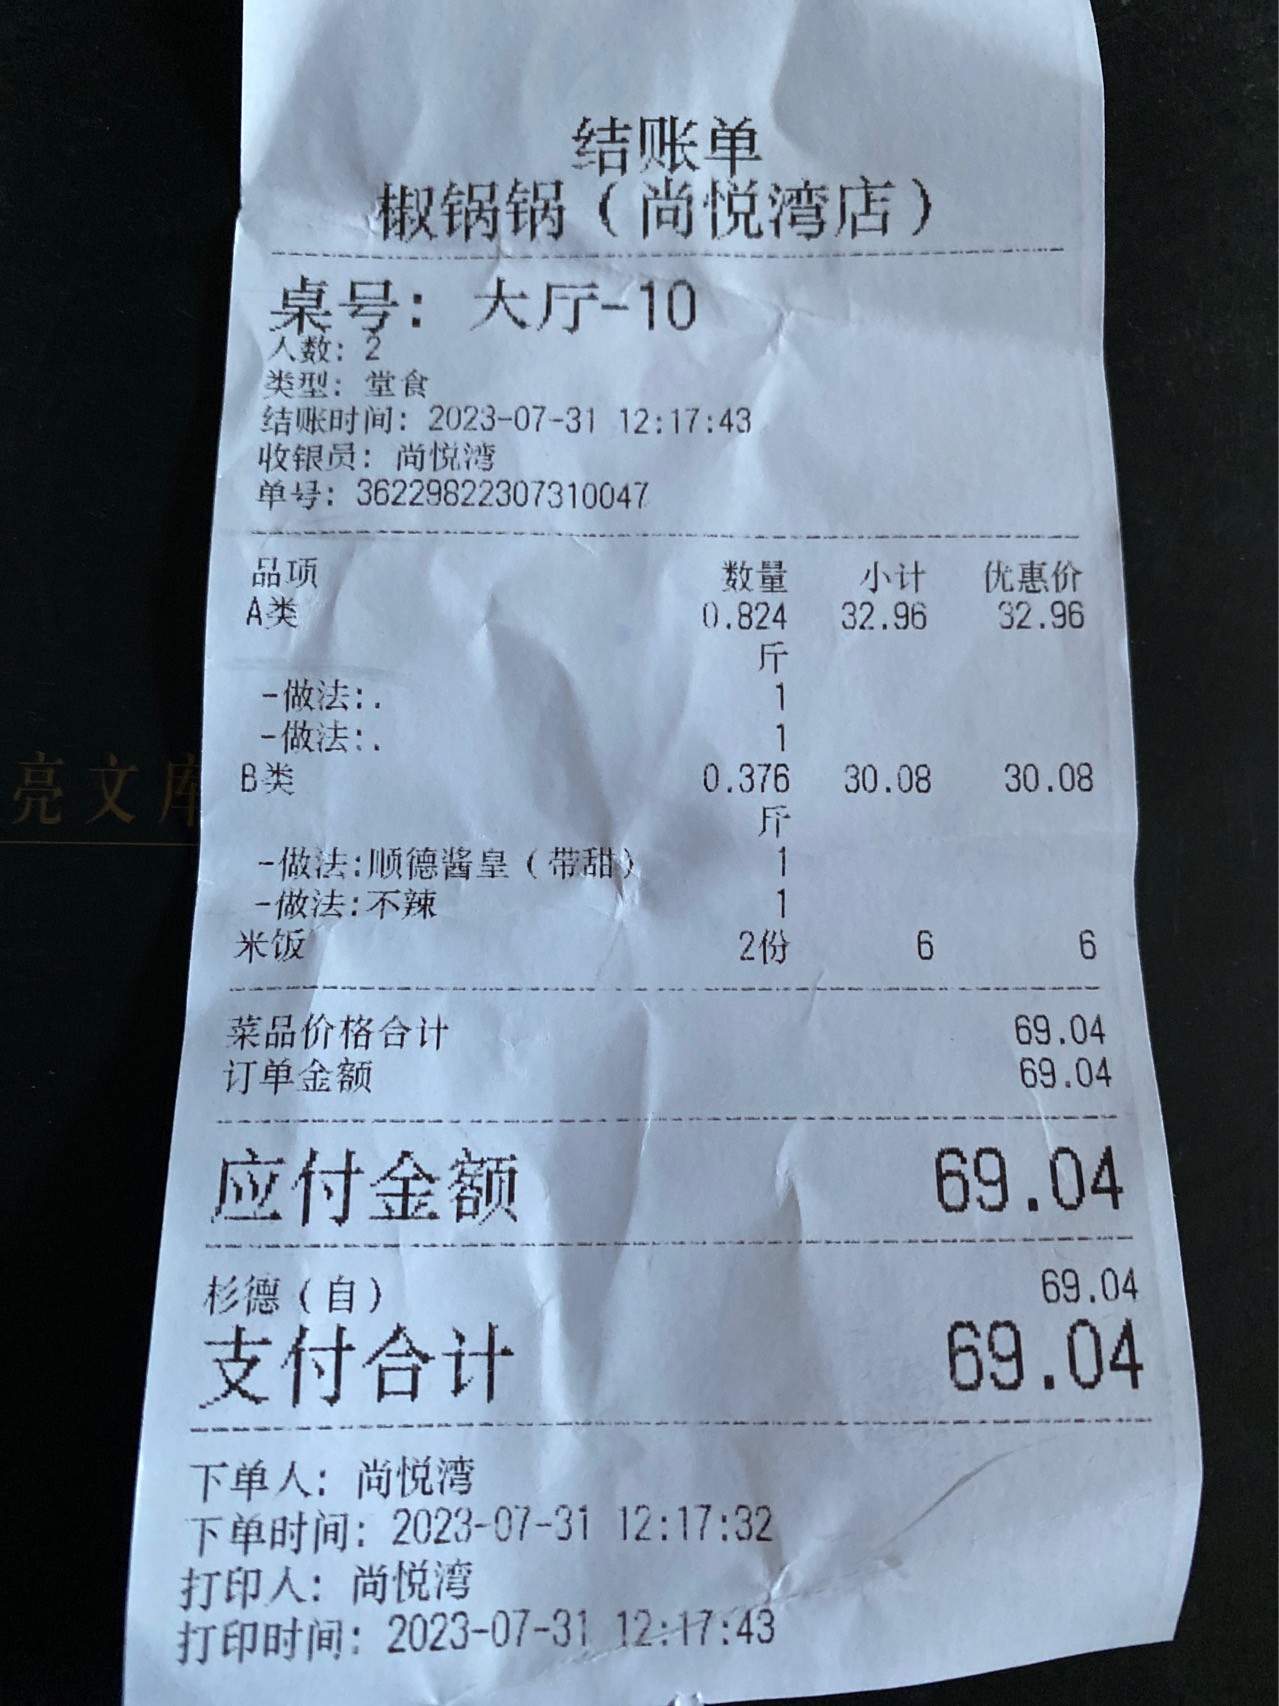 结账单
椒锅锅（尚悦湾店）
桌号: 大厅-10
人数: 2
类型: 堂食
结账时间: 2023-07-31 12:17:43
收银员: 尚悦湾
单号: 36229822307310047
品项 数量 小计 优惠价
A类 0.824 32.96 32.96
斤
-做法:. 1
-做法:. 1
B类 0.376 30.08 30.08
斤
-做法:顺德酱皇（带甜） 1
-做法:不辣 1
米饭 2份 6 6
菜品价格合计 69.04
订单金额 69.04
应付金额 69.04
杉德（自） 69.04
支付合计 69.04
下单人: 尚悦湾
下单时间: 2023-07-31 12:17:32
打印人: 尚悦湾
打印时间: 2023-07-31 12:17:43
亮文库